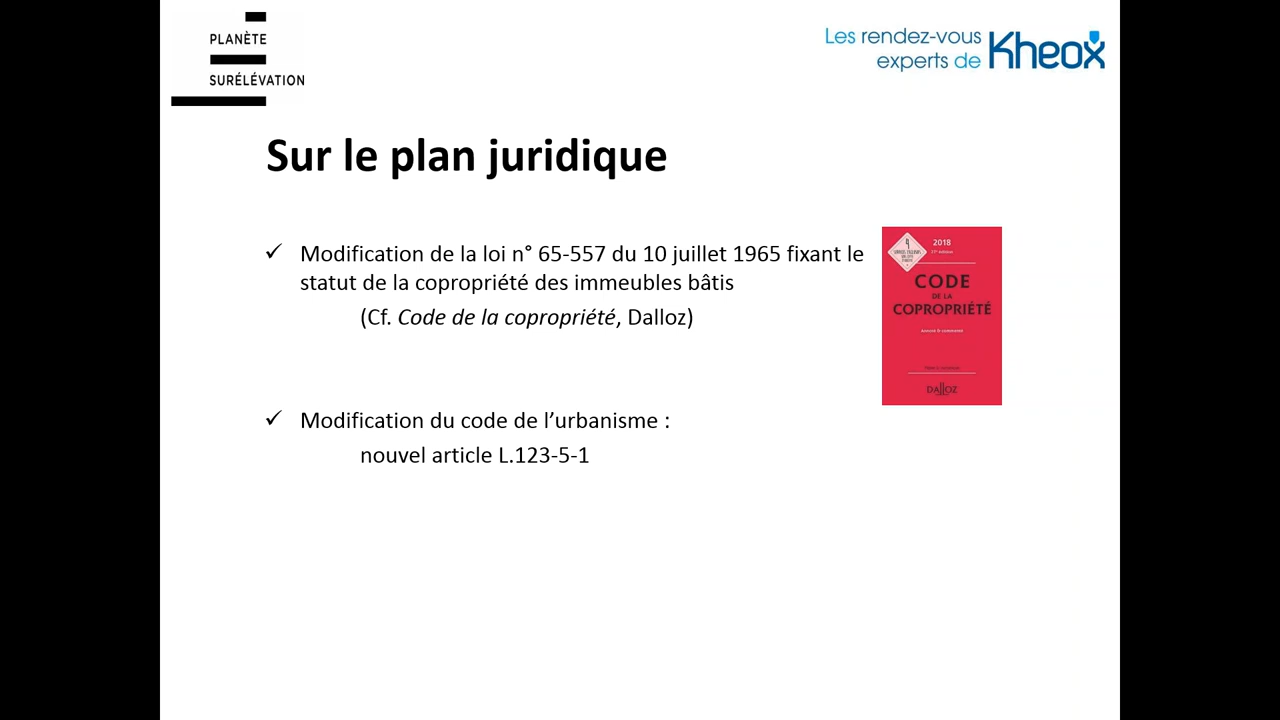 PLANÈTE
SURÉLÉVATION
Les rendez-vous
experts de Kheox
Sur le plan juridique
✓ Modification de la loi n° 65-557 du 10 juillet 1965 fixant le
statut de la copropriété des immeubles bâtis
(Cf. Code de la copropriété, Dalloz)
2018
CODE
DE LA
COPROPRIÉTÉ
Annoté & commenté
DALLOZ
✓ Modification du code de l’urbanisme :
nouvel article L.123-5-1